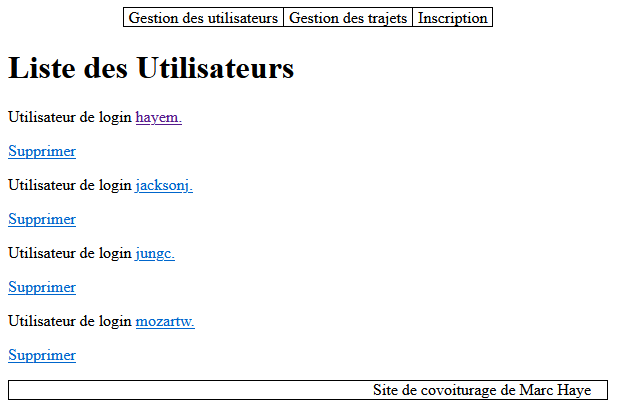 Gestion des utilisateurs Gestion des trajets Inscription
Liste des Utilisateurs
Utilisateur de login hayem.
Supprimer
Utilisateur de login jacksonj.
Supprimer
Utilisateur de login jungc.
Supprimer
Utilisateur de login mozartw.
Supprimer
Site de covoiturage de Marc Haye